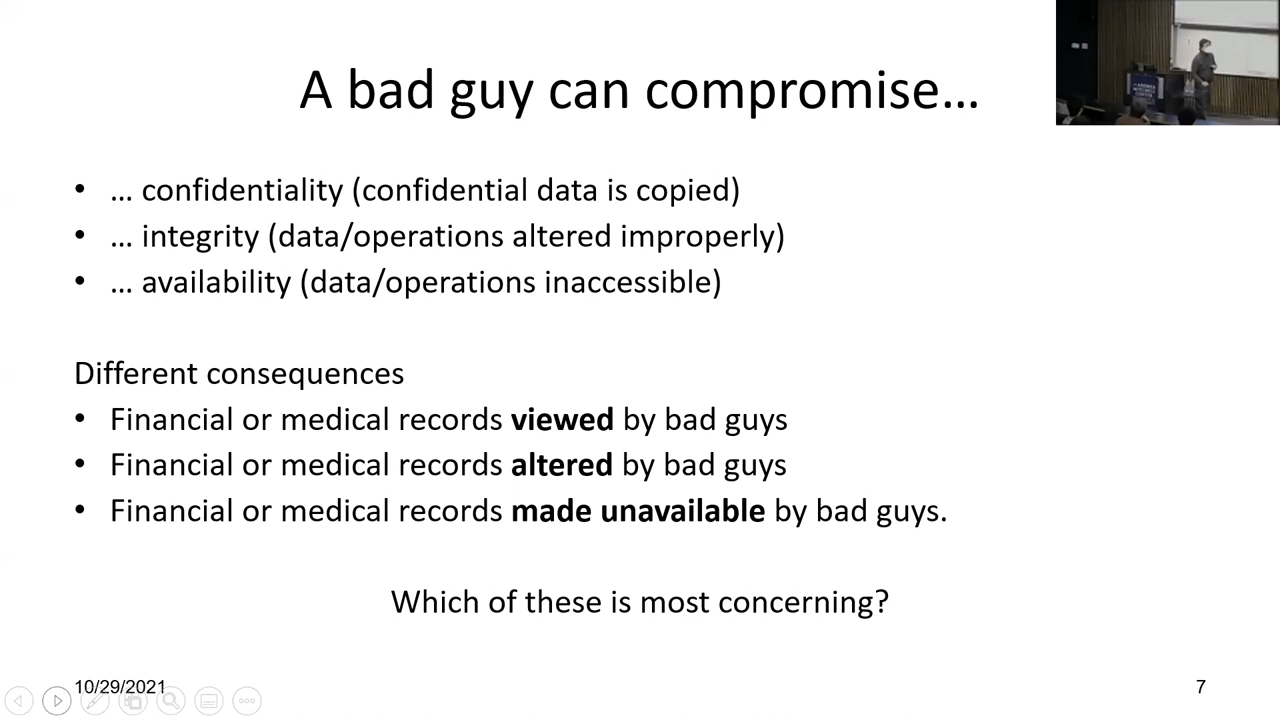 A bad guy can compromise…
• … confidentiality (confidential data is copied)
• … integrity (data/operations altered improperly)
• … availability (data/operations inaccessible)
Different consequences
• Financial or medical records viewed by bad guys
• Financial or medical records altered by bad guys
• Financial or medical records made unavailable by bad guys.
Which of these is most concerning?
10/29/2021
7